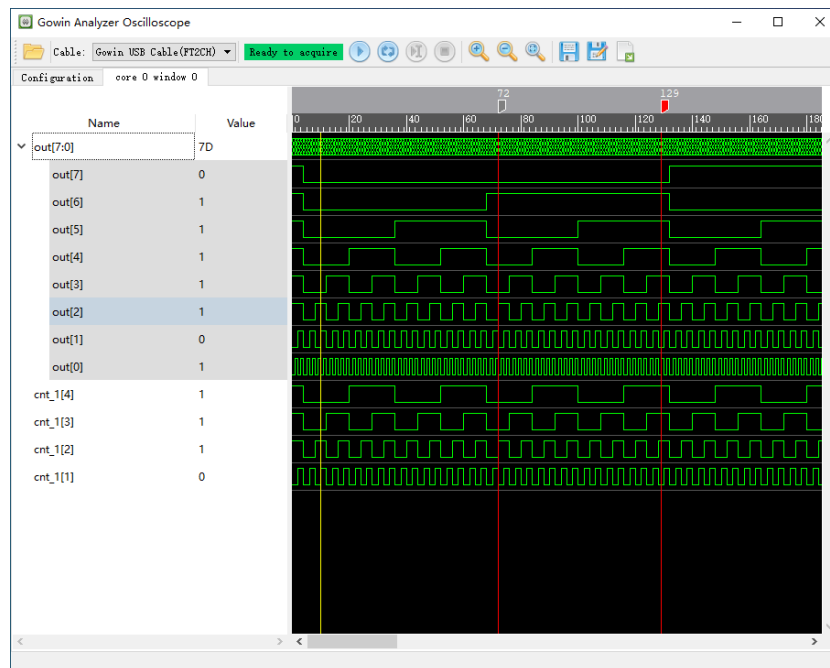 Gowin Analyzer Oscilloscope
Cable: Gowin USB Cable(FT2CH) Ready to acquire
Configuration core 0 window 0
72 129
Name Value 0 20 40 60 80 100 120 140 160 180
out[7:0] 7D
out[7] 0
out[6] 1
out[5] 1
out[4] 1
out[3] 1
out[2] 1
out[1] 0
out[0] 1
cnt_1[4] 1
cnt_1[3] 1
cnt_1[2] 1
cnt_1[1] 0